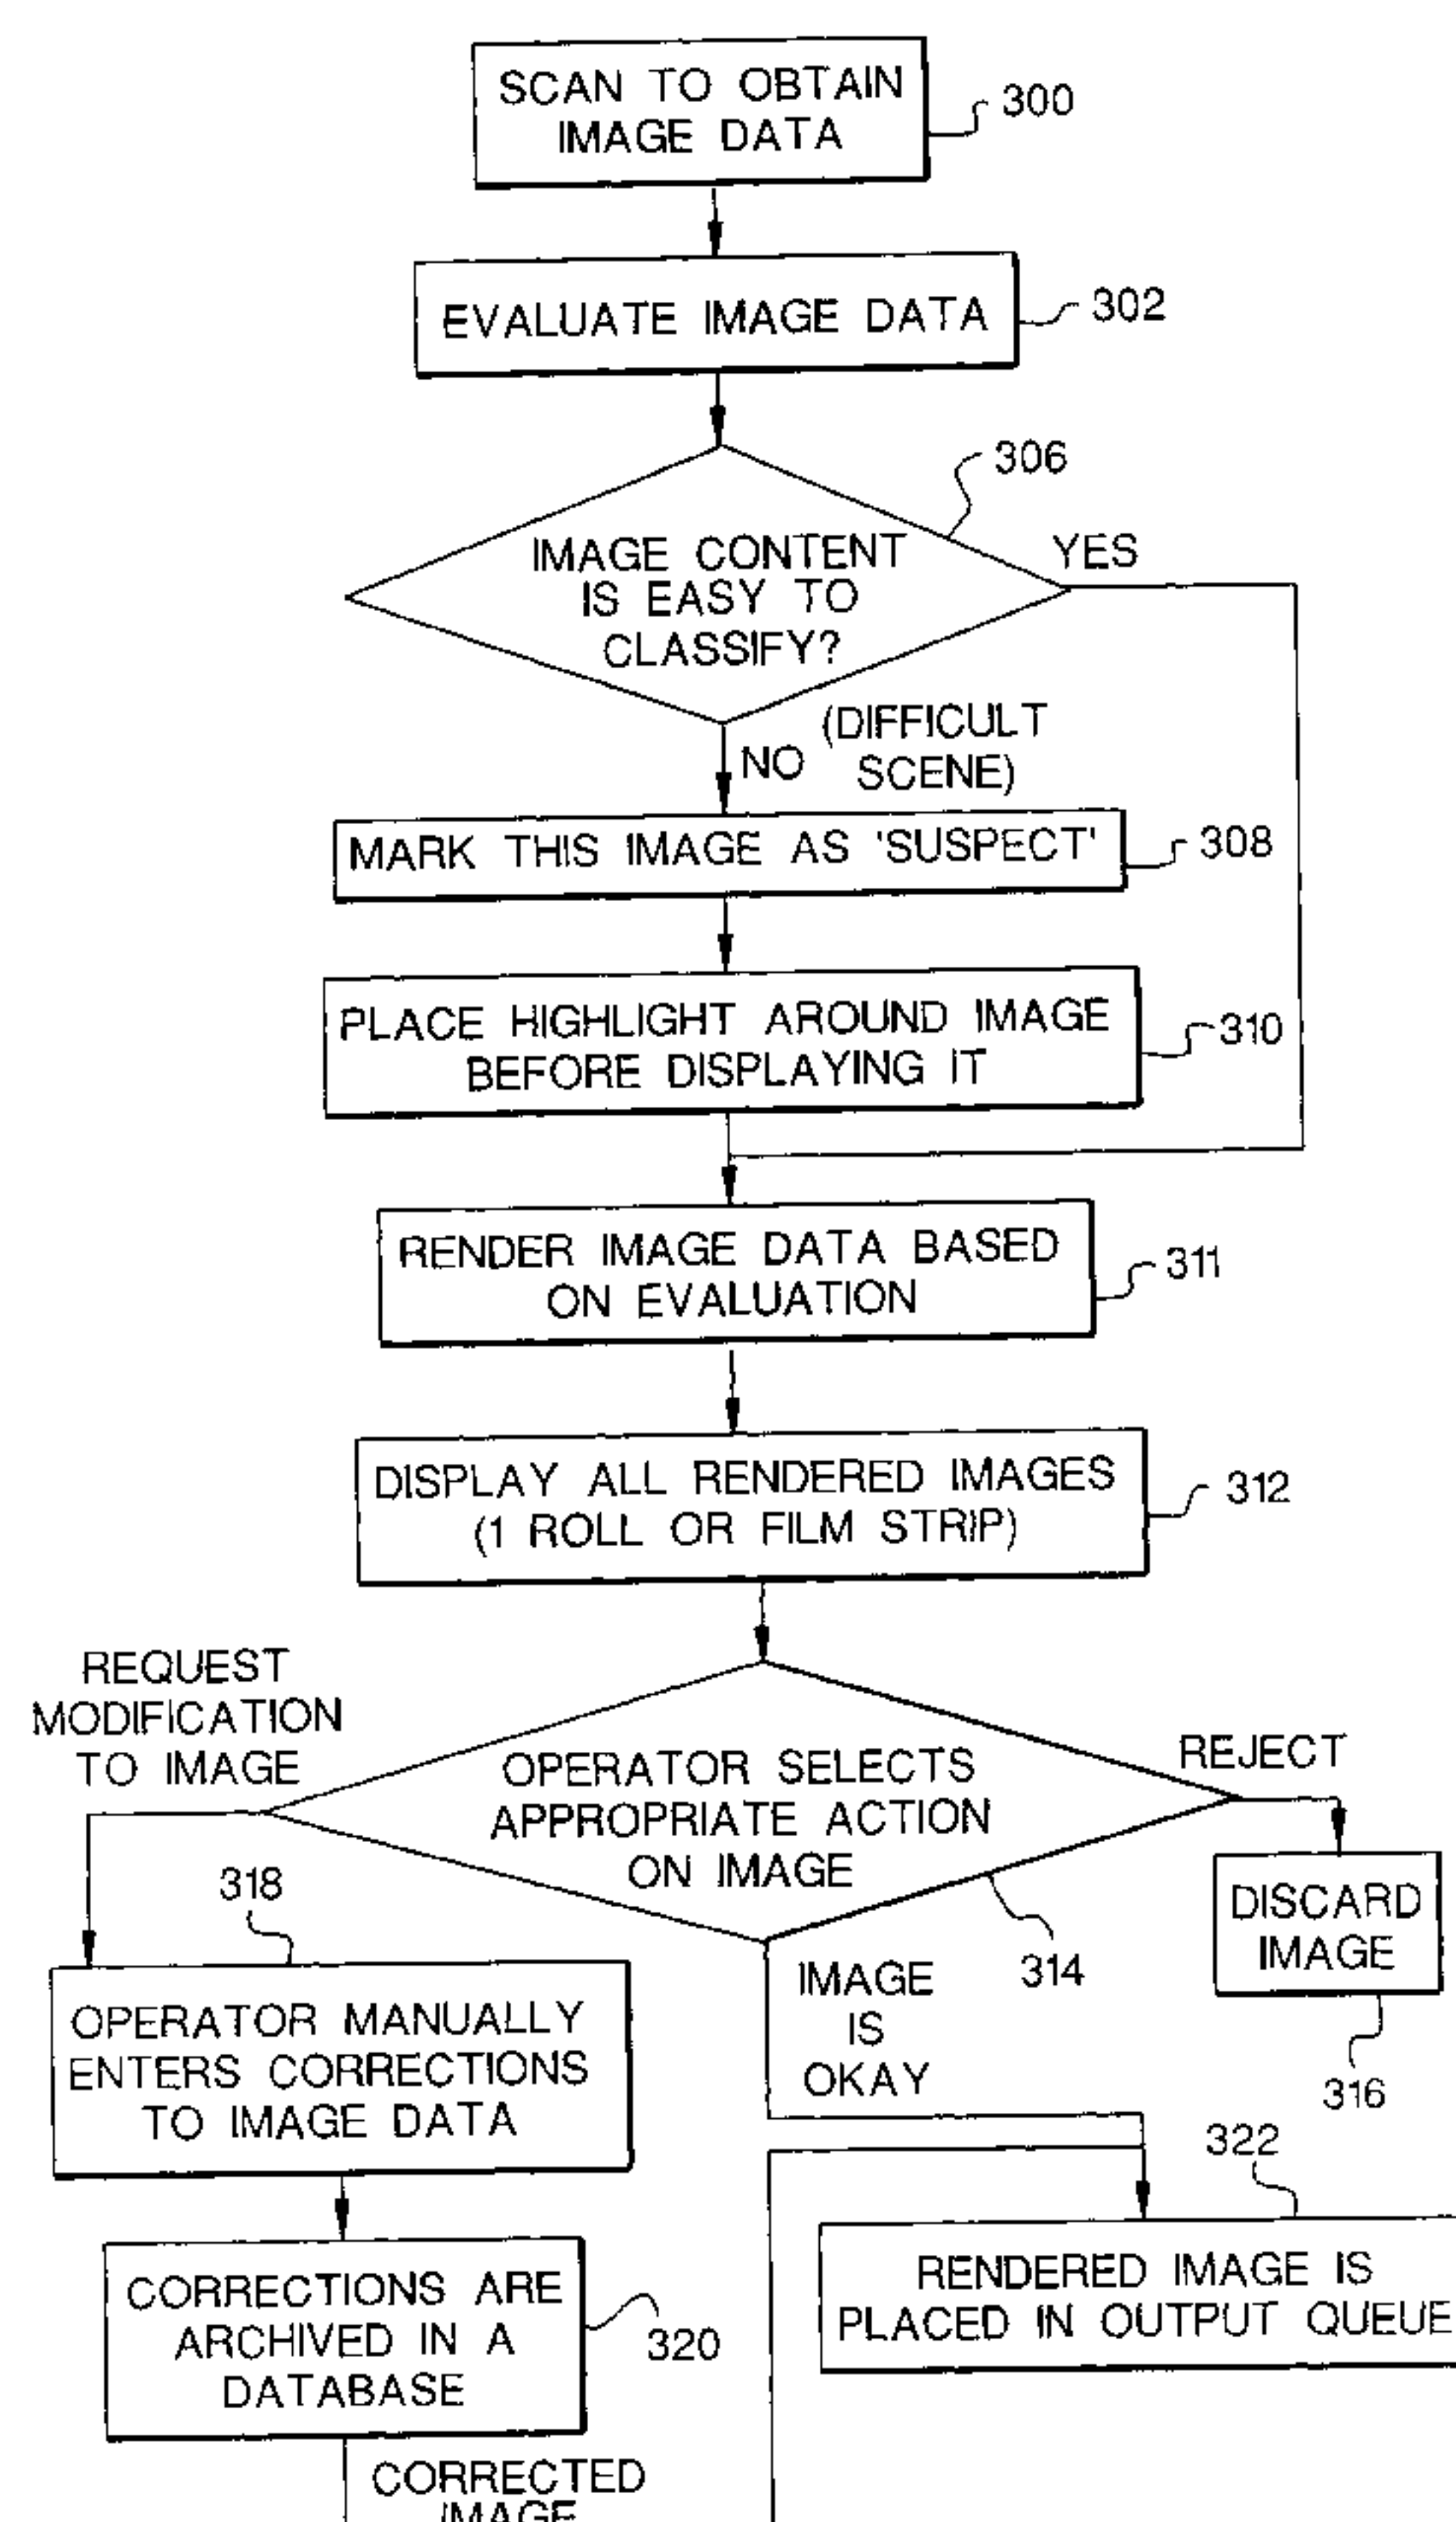 SCAN TO OBTAIN
IMAGE DATA
300
EVALUATE IMAGE DATA
302
306
IMAGE CONTENT
IS EASY TO
CLASSIFY?
YES
NO
(DIFFICULT
SCENE)
MARK THIS IMAGE AS 'SUSPECT'
308
PLACE HIGHLIGHT AROUND IMAGE
BEFORE DISPLAYING IT
310
RENDER IMAGE DATA BASED
ON EVALUATION
311
DISPLAY ALL RENDERED IMAGES
(1 ROLL OR FILM STRIP)
312
REQUEST
MODIFICATION
TO IMAGE
OPERATOR SELECTS
APPROPRIATE ACTION
ON IMAGE
REJECT
314
DISCARD
IMAGE
316
318
OPERATOR MANUALLY
ENTERS CORRECTIONS
TO IMAGE DATA
IMAGE
IS
OKAY
322
RENDERED IMAGE IS
PLACED IN OUTPUT QUEUE
CORRECTIONS ARE
ARCHIVED IN A
DATABASE
320
CORRECTED
IMAGE